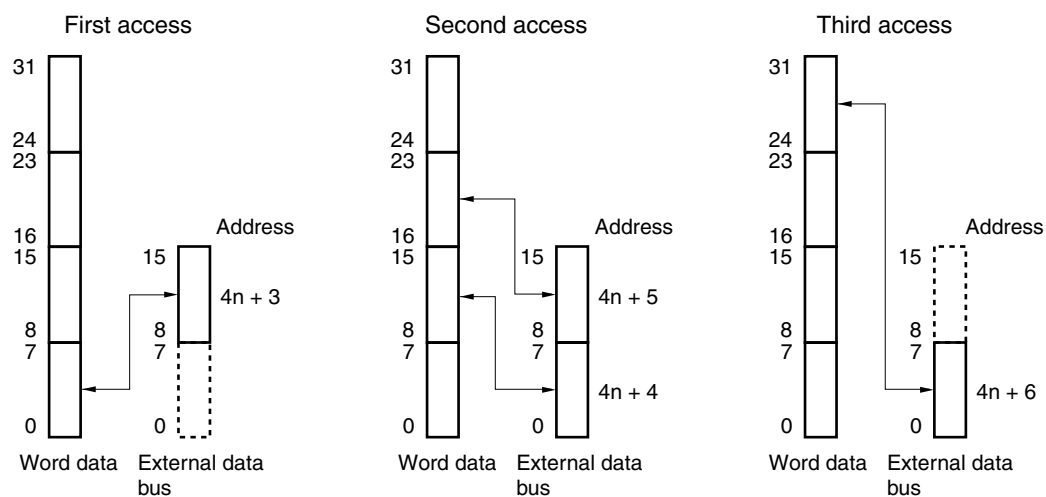 First access
31
24
23
16
15
8
7
0
Address
15
4n + 3
8
7
0
Word data
External data
bus
Second access
31
24
23
16
15
8
7
0
Address
15
4n + 5
8
7
4n + 4
0
Word data
External data
bus
Third access
31
24
23
16
15
8
7
0
Address
15
8
7
4n + 6
0
Word data
External data
bus